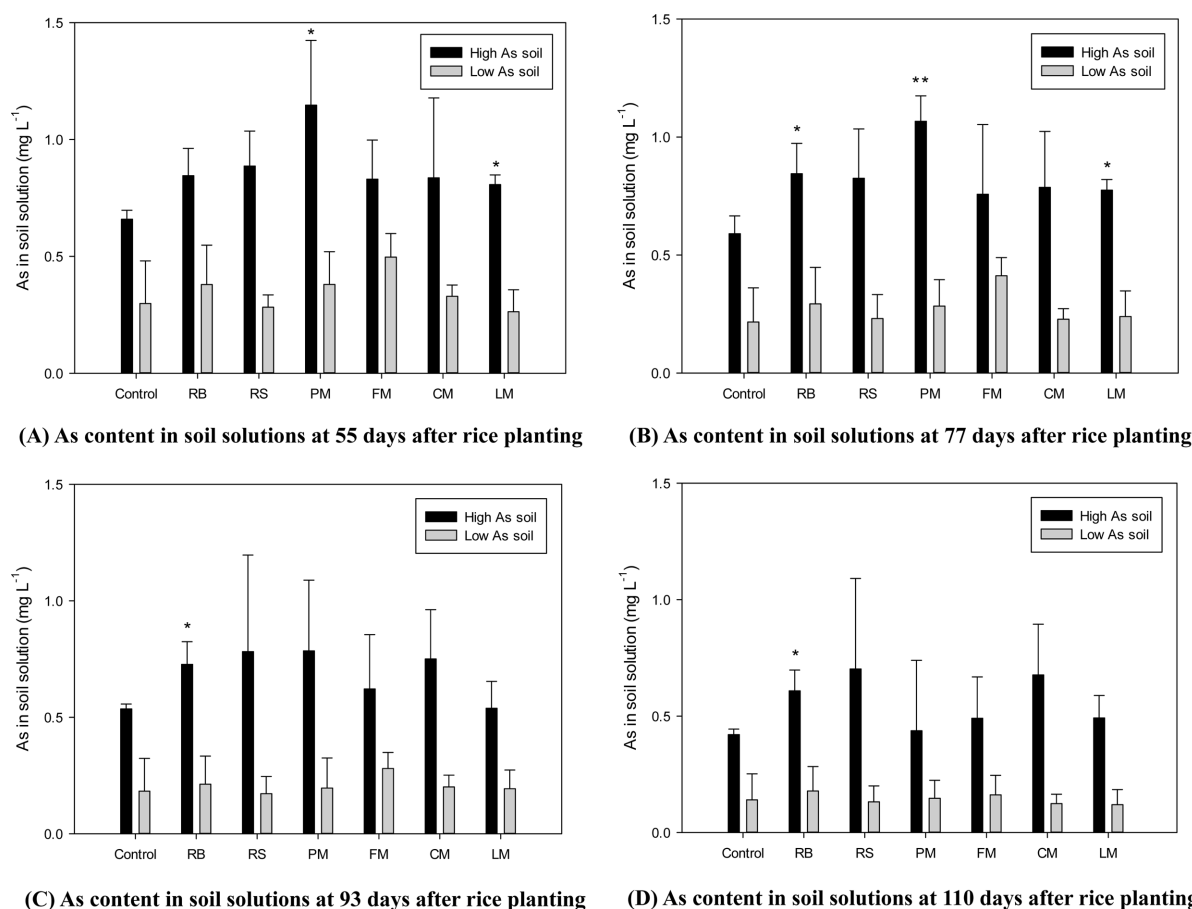 1.5
1.0
0.5
0.0
As in soil solution (mg L⁻¹)
High As soil
Low As soil
*
*
Control RB RS PM FM CM LM
(A) As content in soil solutions at 55 days after rice planting
1.5
1.0
0.5
0.0
As in soil solution (mg L⁻¹)
High As soil
Low As soil
*
**
*
Control RB RS PM FM CM LM
(B) As content in soil solutions at 77 days after rice planting
1.5
1.0
0.5
0.0
As in soil solution (mg L⁻¹)
High As soil
Low As soil
*
Control RB RS PM FM CM LM
(C) As content in soil solutions at 93 days after rice planting
1.5
1.0
0.5
0.0
As in soil solution (mg L⁻¹)
High As soil
Low As soil
*
Control RB RS PM FM CM LM
(D) As content in soil solutions at 110 days after rice planting